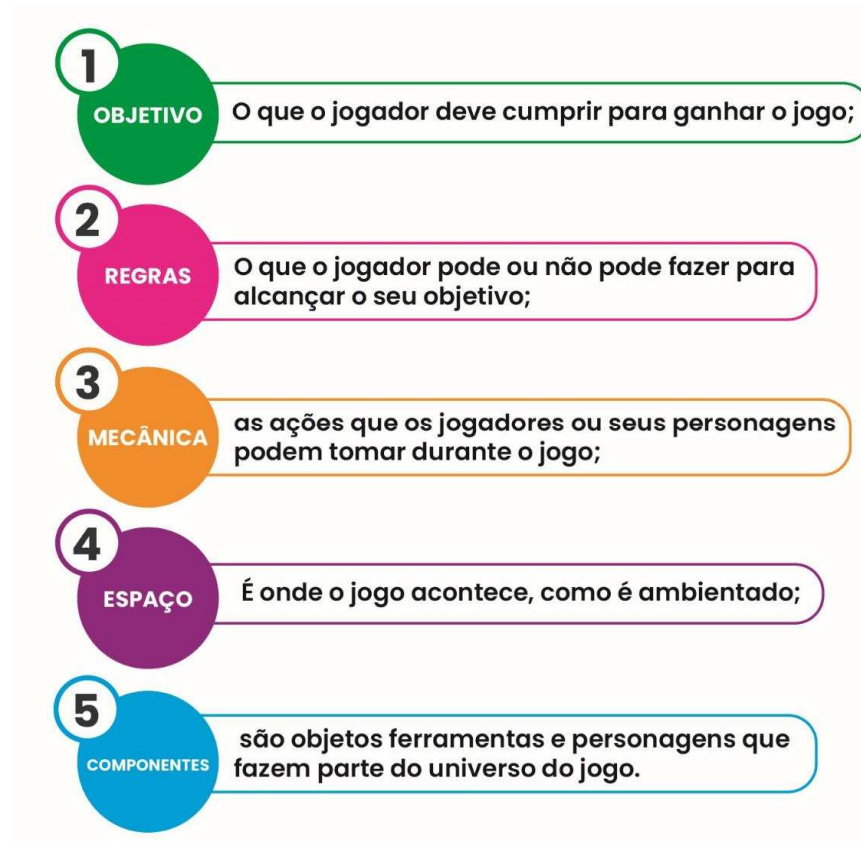 1
OBJETIVO
O que o jogador deve cumprir para ganhar o jogo;
2
REGRAS
O que o jogador pode ou não pode fazer para
alcançar o seu objetivo;
3
MECÂNICA
as ações que os jogadores ou seus personagens
podem tomar durante o jogo;
4
ESPAÇO
É onde o jogo acontece, como é ambientado;
5
COMPONENTES
são objetos ferramentas e personagens que
fazem parte do universo do jogo.